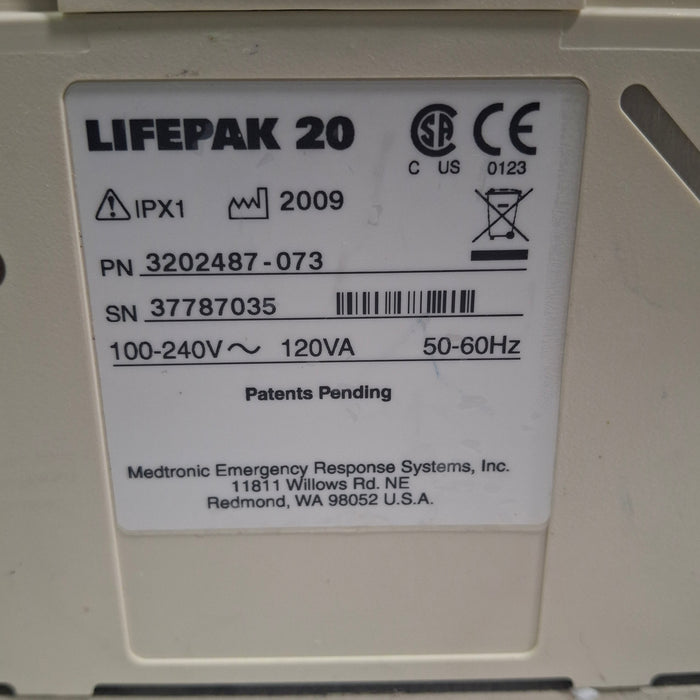 LIFEPAK 20
SA CE
C US 0123
IPX1 2009
PN 3202487-073
SN 37787035
100-240V~ 120VA 50-60Hz
Patents Pending
Medtronic Emergency Response Systems, Inc.
11811 Willows Rd. NE
Redmond, WA 98052 U.S.A.